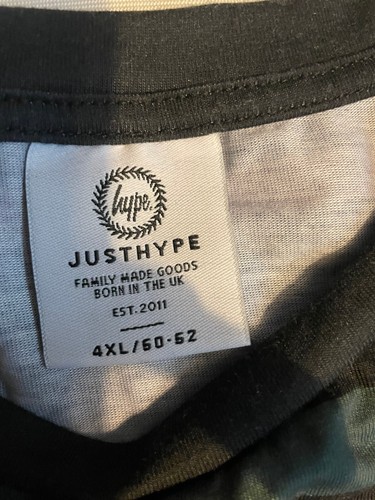 hype.
JUSTHYPE
FAMILY MADE GOODS
BORN IN THE UK
EST. 2011
4XL/60-62